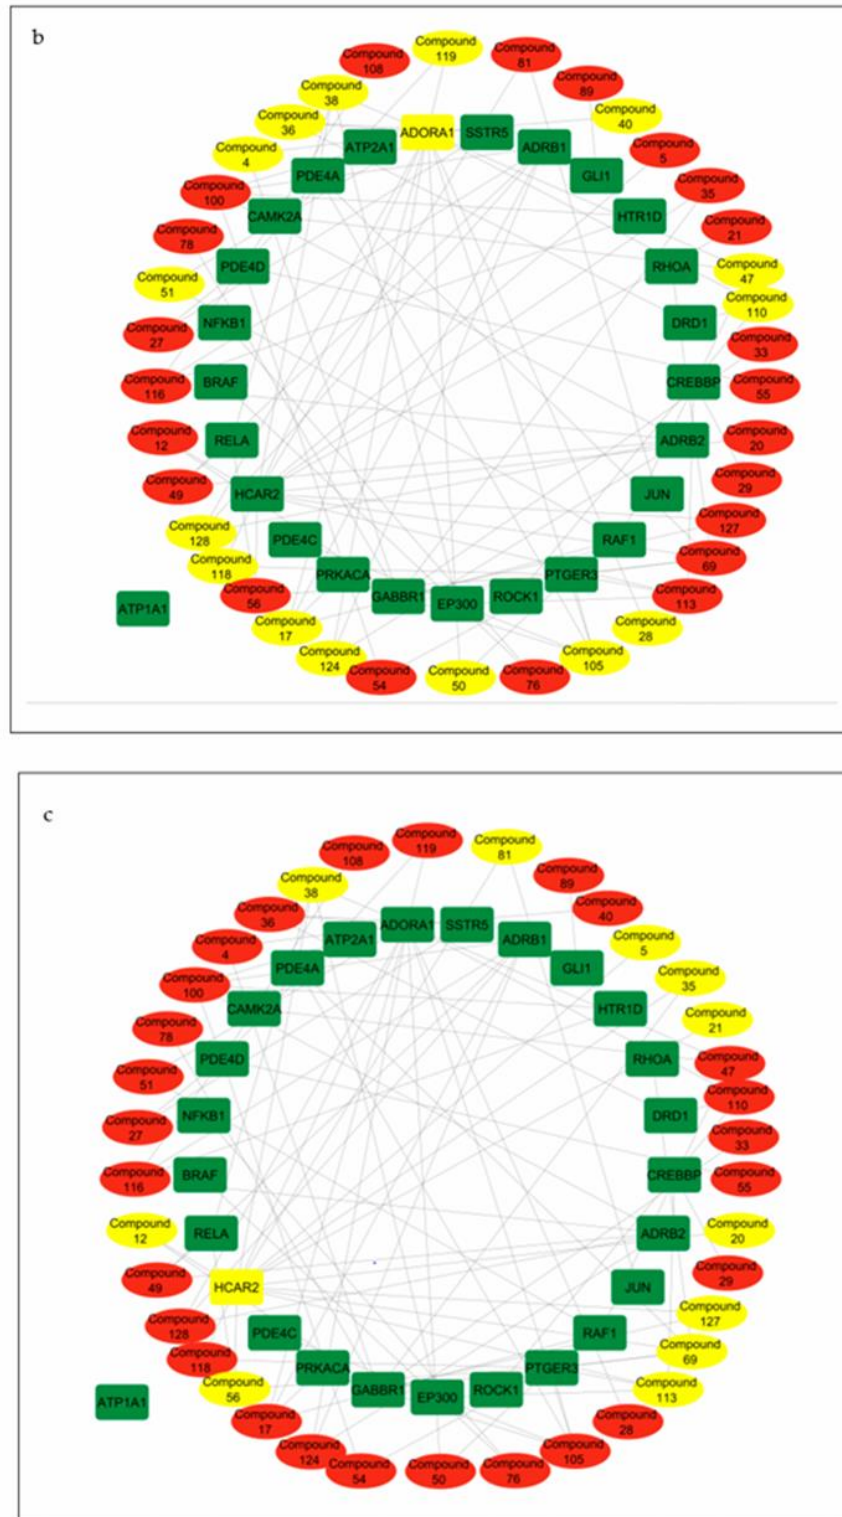 b
Compound
119
Compound
108
Compound
81
Compound
38
Compound
89
Compound
36
Compound
40
ADORA1
SSTR5
ATP2A1
ADRB1
Compound
4
Compound
5
PDE4A
GLI1
Compound
100
Compound
35
CAMK2A
HTR1D
Compound
78
Compound
21
PDE4D
RHOA
Compound
51
Compound
47
Compound
110
NFKB1
DRD1
Compound
27
Compound
33
BRAF
CREBBP
Compound
116
Compound
55
RELA
ADRB2
Compound
12
Compound
20
Compound
49
Compound
29
HCAR2
JUN
Compound
128
Compound
127
PDE4C
RAF1
Compound
118
Compound
69
PRKACA
PTGER3
Compound
56
GABBR1
EP300
ROCK1
Compound
113
ATP1A1
Compound
17
Compound
28
Compound
124
Compound
105
Compound
54
Compound
50
Compound
76
c
Compound
119
Compound
108
Compound
81
Compound
38
Compound
89
Compound
36
Compound
40
ADORA1
SSTR5
ATP2A1
ADRB1
Compound
4
Compound
5
PDE4A
GLI1
Compound
100
Compound
35
CAMK2A
HTR1D
Compound
78
Compound
21
PDE4D
RHOA
Compound
51
Compound
47
Compound
110
NFKB1
DRD1
Compound
27
Compound
33
BRAF
CREBBP
Compound
116
Compound
55
RELA
ADRB2
Compound
12
Compound
20
Compound
49
Compound
29
HCAR2
JUN
Compound
128
Compound
127
PDE4C
RAF1
Compound
118
Compound
69
PRKACA
PTGER3
Compound
56
GABBR1
EP300
ROCK1
Compound
113
ATP1A1
Compound
17
Compound
28
Compound
124
Compound
105
Compound
54
Compound
50
Compound
76